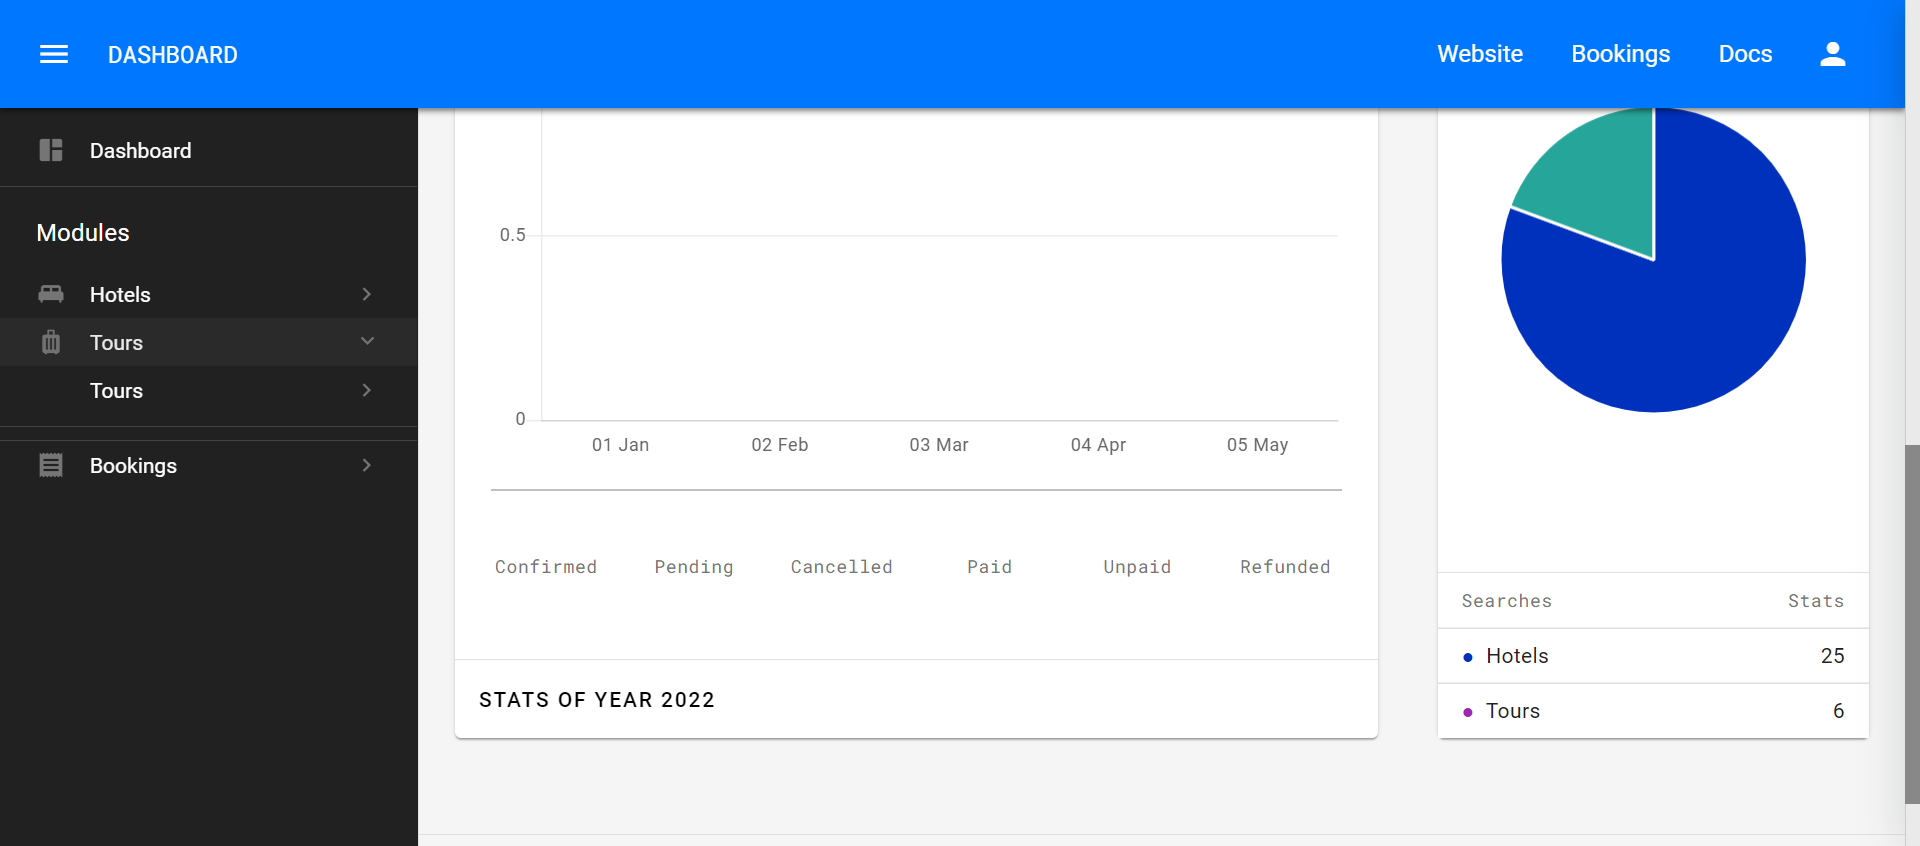 DASHBOARD
Website Bookings Docs
Dashboard
Modules
Hotels
Tours
Tours
Bookings
0.5
0
01 Jan 02 Feb 03 Mar 04 Apr 05 May
Confirmed Pending Cancelled Paid Unpaid Refunded
STATS OF YEAR 2022
Searches Stats
Hotels 25
Tours 6